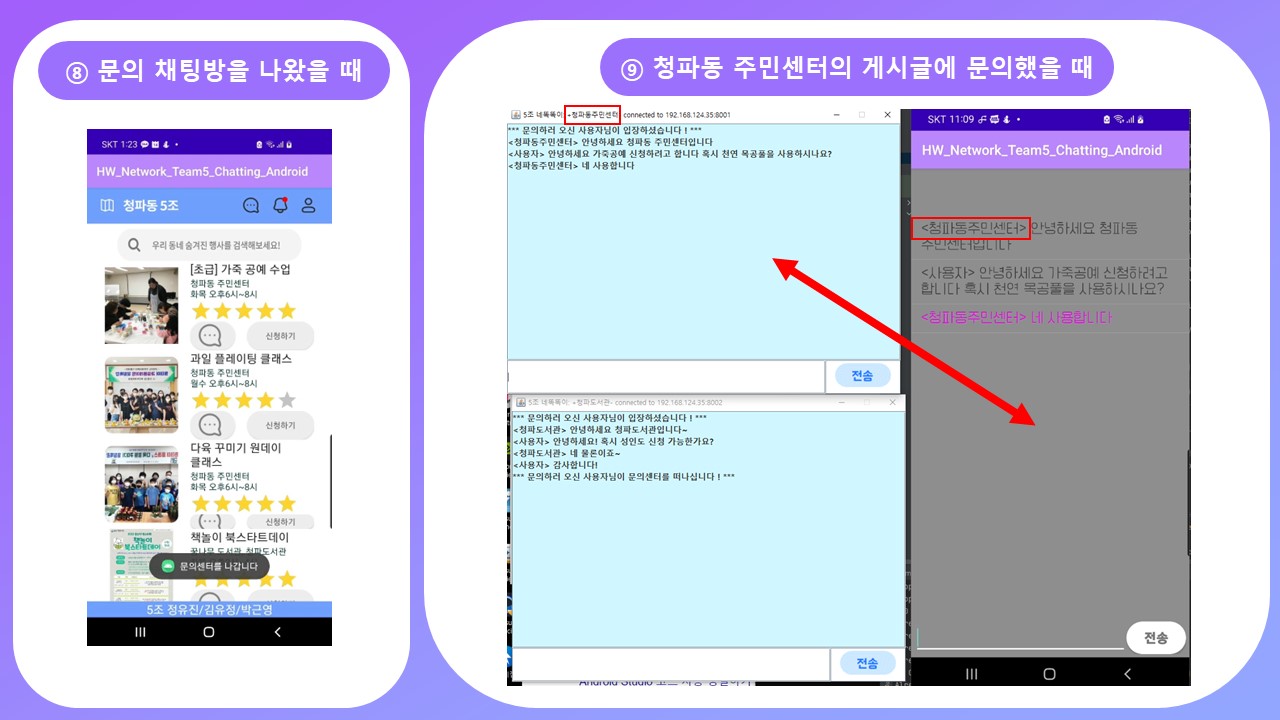 ⑧ 문의 채팅방을 나왔을 때
SKT 1:23
HW_Network_Team5_Chatting_Android
청파동 5조
우리 동네 숨겨진 행사를 검색해보세요!
[초급] 가죽 공예 수업
청파동 주민센터
화목 오후6시~8시
신청하기
과일 플레이팅 클래스
청파동 주민센터
월수 오후6시~8시
신청하기
다육 꾸미기 원데이
클래스
청파동 주민센터
화목 오후6시~8시
신청하기
책놀이 북스타트데이
꿈나무 도서관, 청파도서관
문의센터를 나갑니다
5조 정유진/김유정/박근영
⑨ 청파동 주민센터의 게시글에 문의했을 때
5조 네똑똑이: +청파동주민센터- connected to 192.168.124.35:8001
*** 문의하러 오신 사용자님이 입장하셨습니다 ! ***
<청파동주민센터> 안녕하세요 청파동 주민센터입니다
<사용자> 안녕하세요 가죽공예 신청하려고 합니다 혹시 천연 목공풀을 사용하시나요?
<청파동주민센터> 네 사용합니다
전송
5조 네똑똑이: +청파도서관- connected to 192.168.124.35:8002
*** 문의하러 오신 사용자님이 입장하셨습니다 ! ***
<청파도서관> 안녕하세요 청파도서관입니다~
<사용자> 안녕하세요! 혹시 성인도 신청 가능한가요?
<청파도서관> 네 물론이죠~
<사용자> 감사합니다!
*** 문의하러 오신 사용자님이 문의센터를 떠나십니다 ! ***
전송
SKT 11:09
HW_Network_Team5_Chatting_Android
<청파동주민센터> 안녕하세요 청파동
주민센터입니다
<사용자> 안녕하세요 가죽공예 신청하려고
합니다 혹시 천연 목공풀을 사용하시나요?
<청파동주민센터> 네 사용합니다
전송